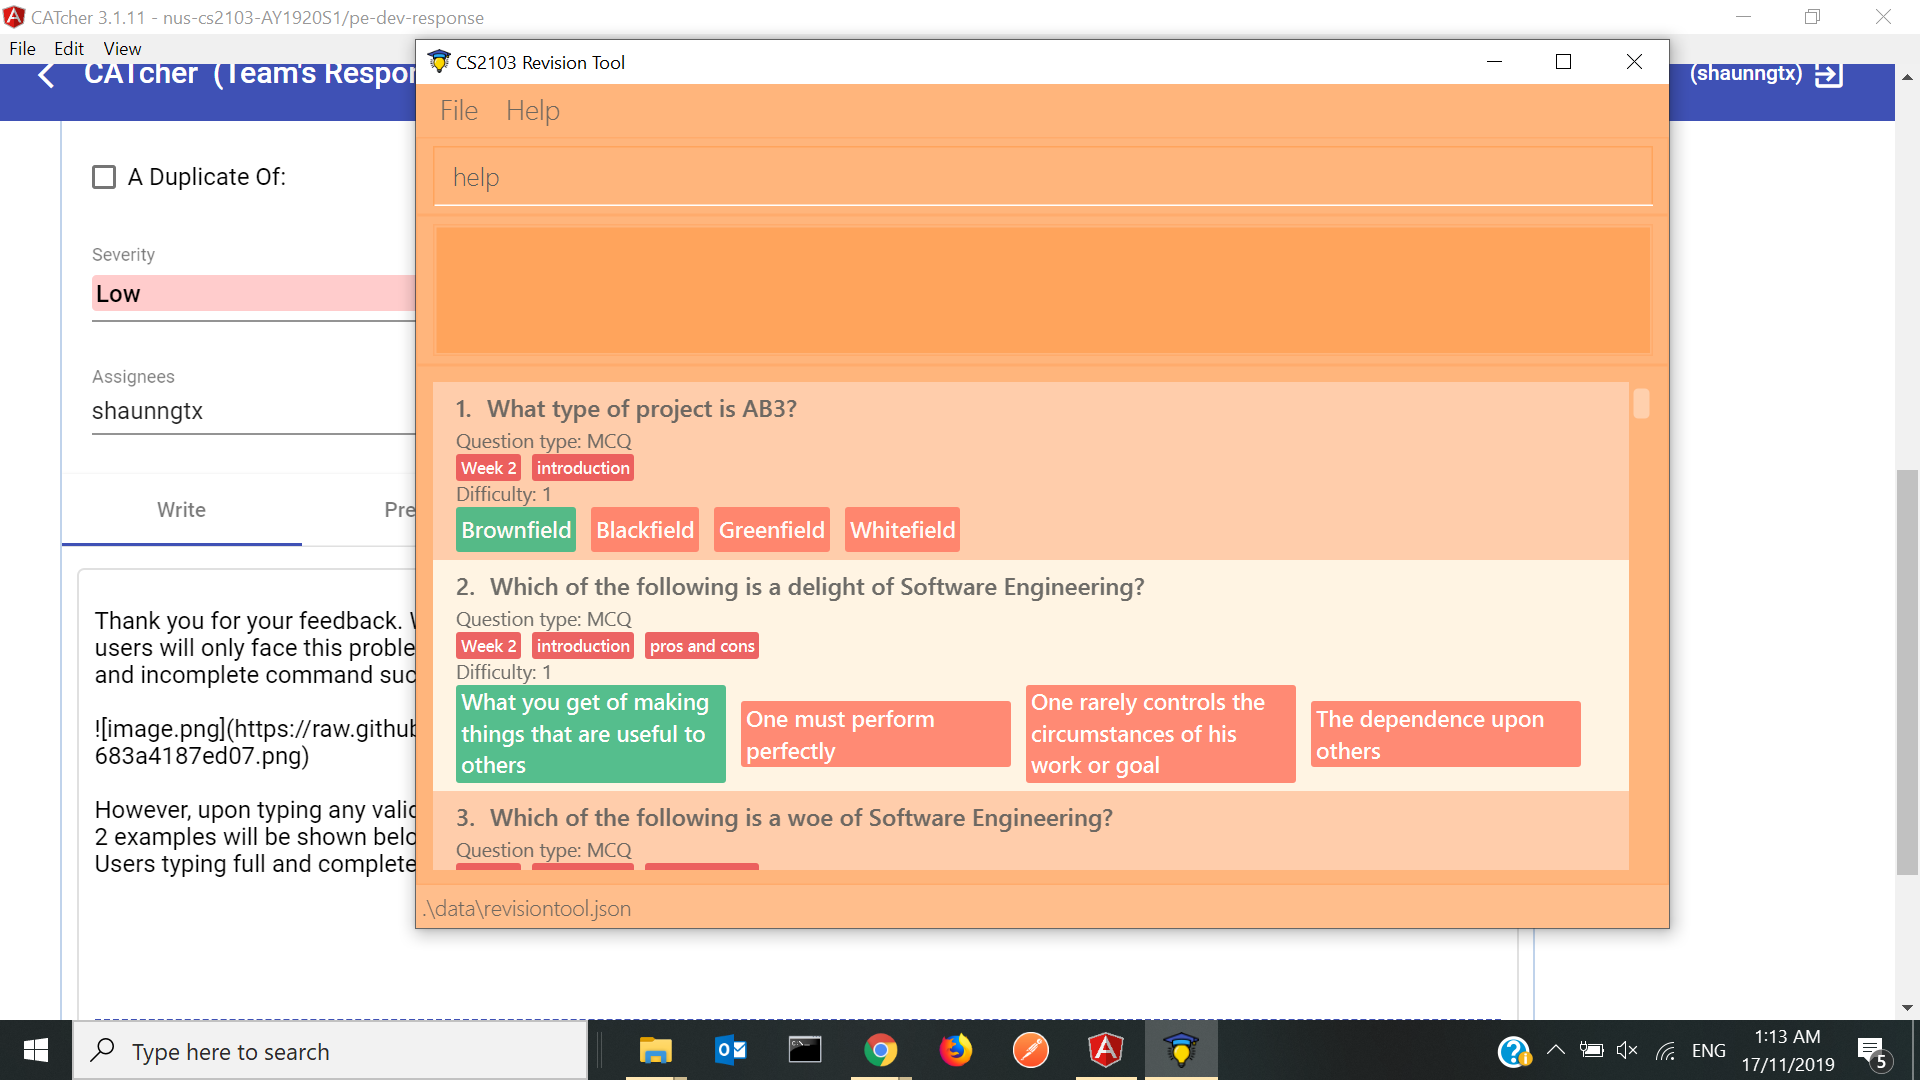 CATcher 3.1.11 - nus-cs2103-AY1920S1/pe-dev-response
File Edit View
CATcher (Team's Respon
(shaunngtx)
A Duplicate Of:
Severity
Low
Assignees
shaunngtx
Write Pre
Thank you for your feedback. W
users will only face this proble
and incomplete command suc
![image.png](https://raw.github
683a4187ed07.png)
However, upon typing any valid
2 examples will be shown belo
Users typing full and complete
CS2103 Revision Tool
File Help
help
1. What type of project is AB3?
Question type: MCQ
Week 2 introduction
Difficulty: 1
Brownfield Blackfield Greenfield Whitefield
2. Which of the following is a delight of Software Engineering?
Question type: MCQ
Week 2 introduction pros and cons
Difficulty: 1
What you get of making
things that are useful to
others
One must perform
perfectly
One rarely controls the
circumstances of his
work or goal
The dependence upon
others
3. Which of the following is a woe of Software Engineering?
Question type: MCQ
.\data\revisiontool.json
Type here to search
ENG
1:13 AM
17/11/2019
5